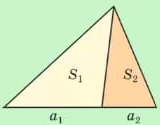 S₁ S₂
a₁ a₂